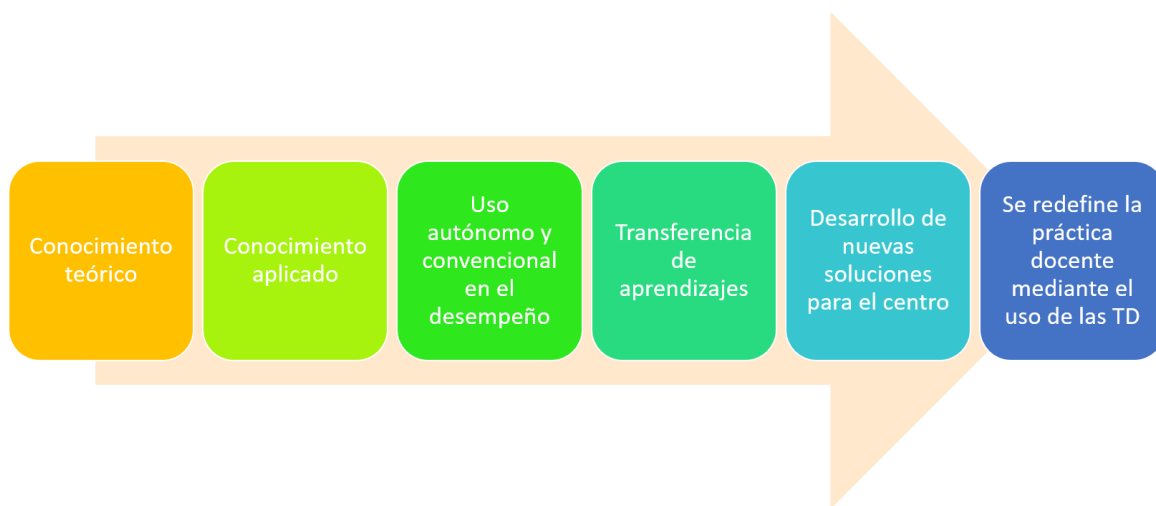 Conocimiento
teórico
Conocimiento
aplicado
Uso
autónomo y
convencional
en el
desempeño
Transferencia
de
aprendizajes
Desarrollo de
nuevas
soluciones
para el centro
Se redefine la
práctica
docente
mediante el
uso de las TD